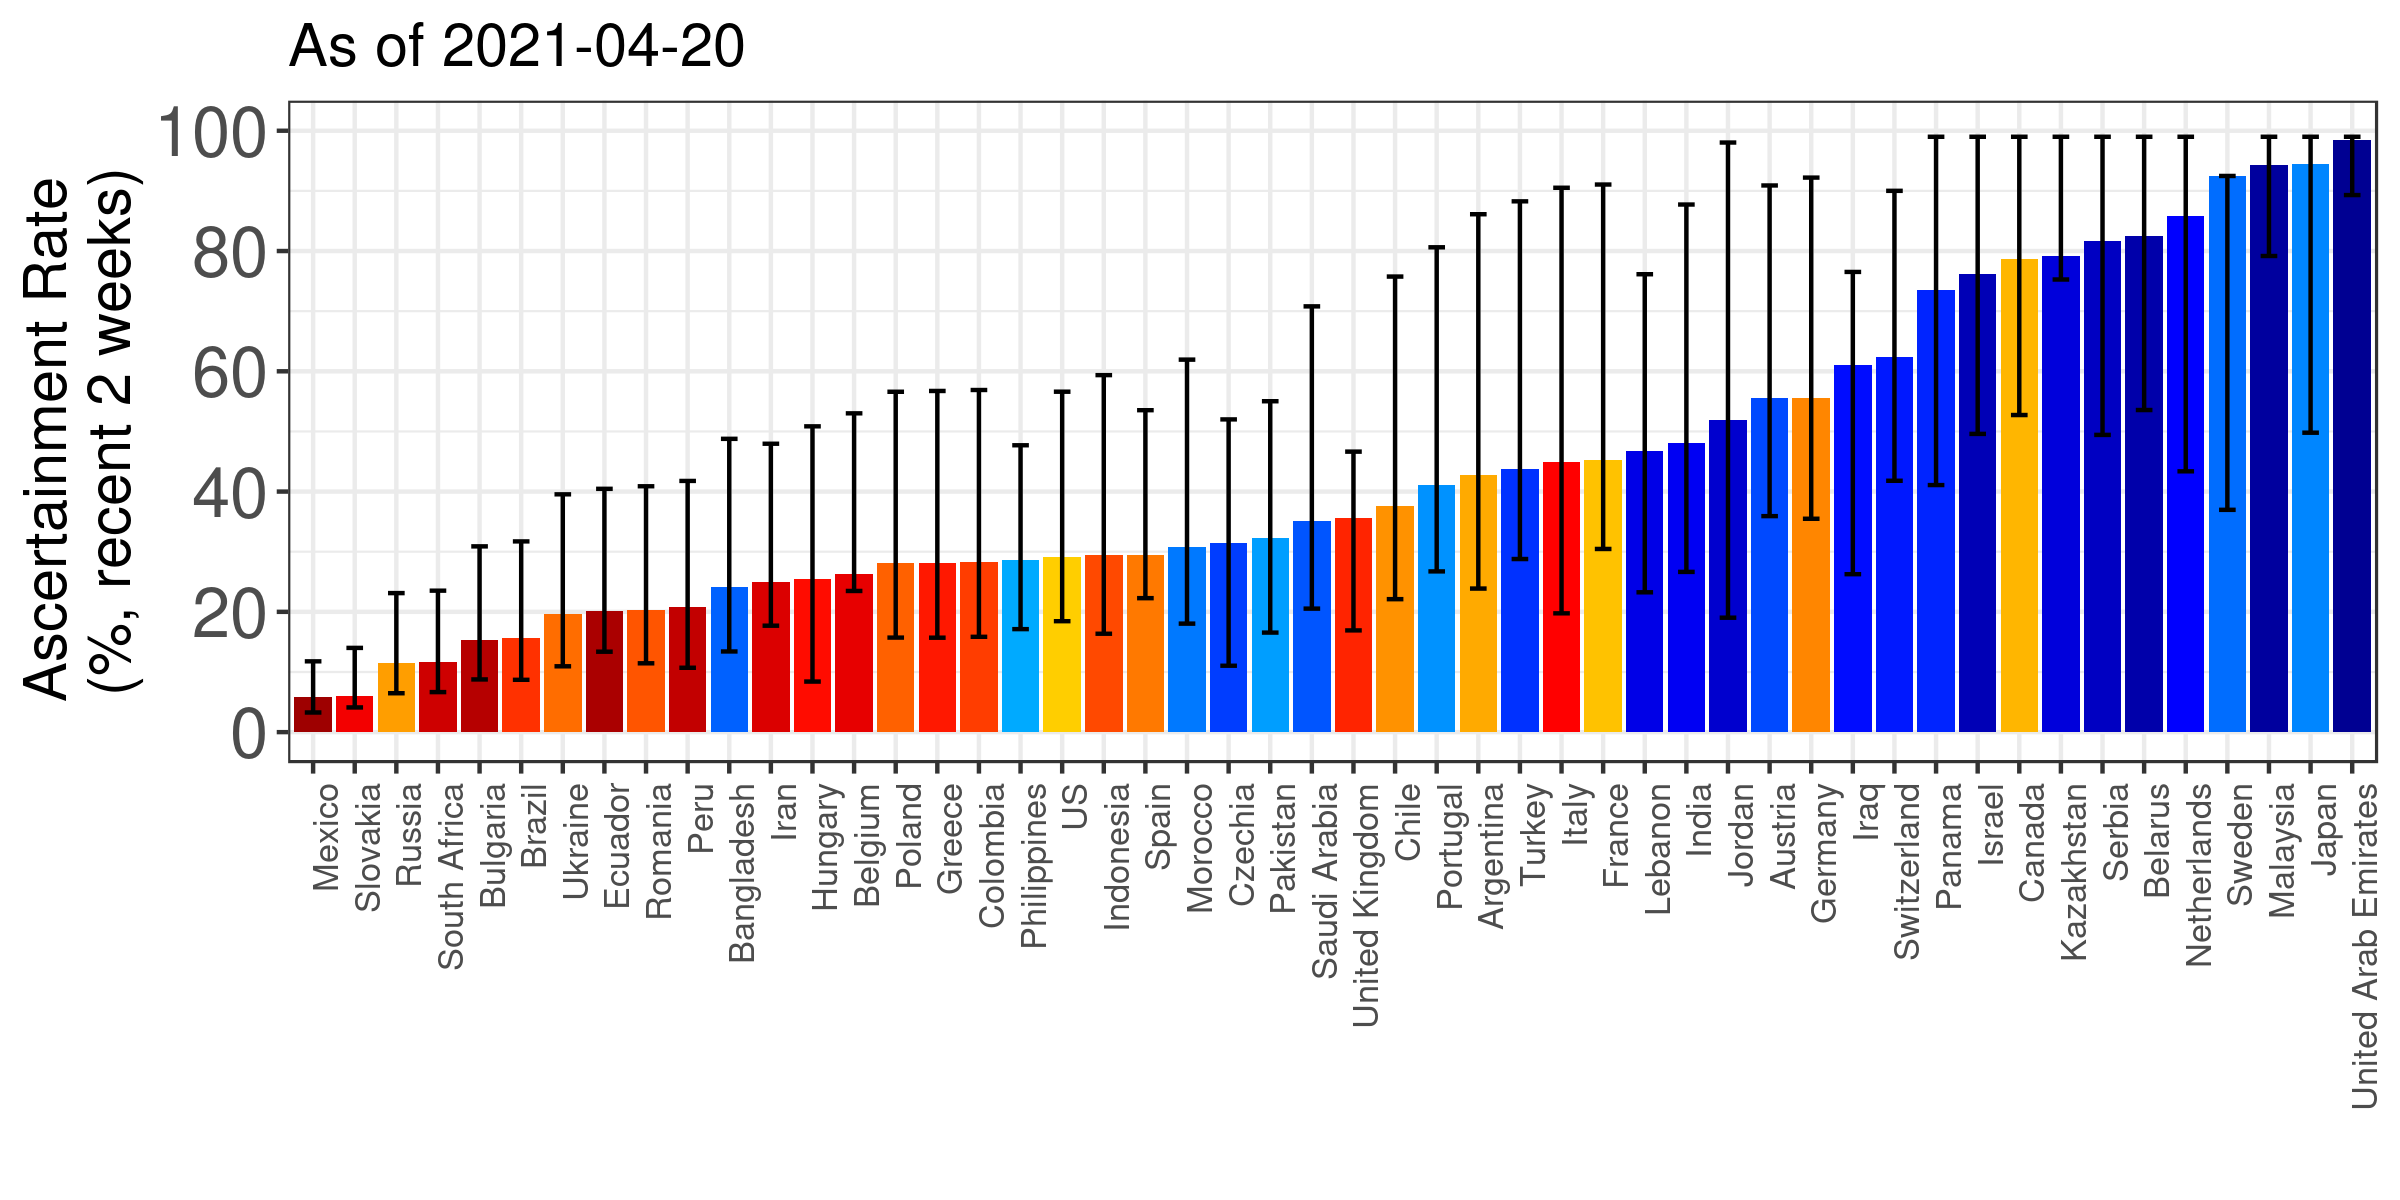 As of 2021-04-20
Ascertainment Rate
(%, recent 2 weeks)
100
80
60
40
20
0
Mexico
Slovakia
Russia
South Africa
Bulgaria
Brazil
Ukraine
Ecuador
Romania
Peru
Bangladesh
Iran
Hungary
Belgium
Poland
Greece
Colombia
Philippines
US
Indonesia
Spain
Morocco
Czechia
Pakistan
Saudi Arabia
United Kingdom
Chile
Portugal
Argentina
Turkey
Italy
France
Lebanon
India
Jordan
Austria
Germany
Iraq
Switzerland
Panama
Israel
Canada
Kazakhstan
Serbia
Belarus
Netherlands
Sweden
Malaysia
Japan
United Arab Emirates